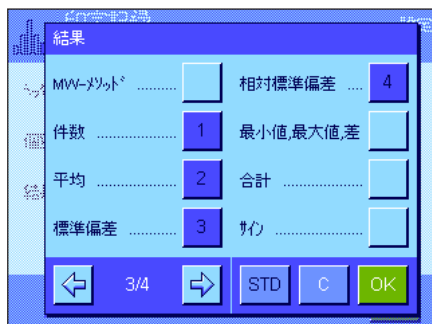 結果
MW-ﾒｿｯﾄﾞ ..........
件数 .................. 1
平均 .................. 2
標準偏差 ........... 3
相対標準偏差 .... 4
最小値,最大値,差
合計 ..................
ｻｲﾝ .....................
3/4
STD
C
OK